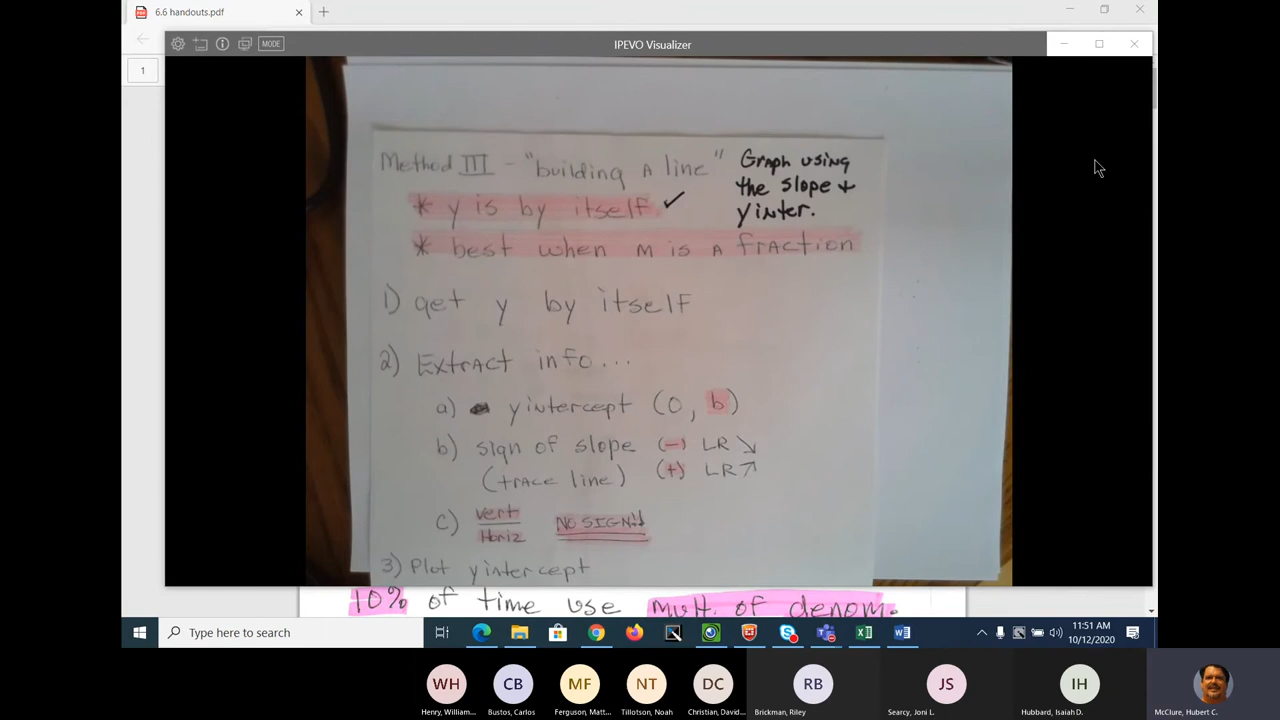 6.6 handouts.pdf
MODE
IPEVO Visualizer
1
Method III - "building A line"
Graph using
the slope +
y inter.
* y is by itself. ✓
* best when m is a fraction
1) get y by itself
2) Extract info...
a) y intercept (0, b)
b) sign of slope (-) LR ↘
(trace line) (+) LR ↗
c) vert
Horiz
NO SIGN!!
3) Plot y intercept
10% of time use mult. of denom.
Type here to search
11:51 AM
10/12/2020
WH
CB
MF
NT
DC
RB
JS
IH
Henry, William...
Bustos, Carlos
Ferguson, Matt...
Tillotson, Noah
Christian, David...
Brickman, Riley
Searcy, Joni L.
Hubbard, Isaiah D.
McClure, Hubert C.